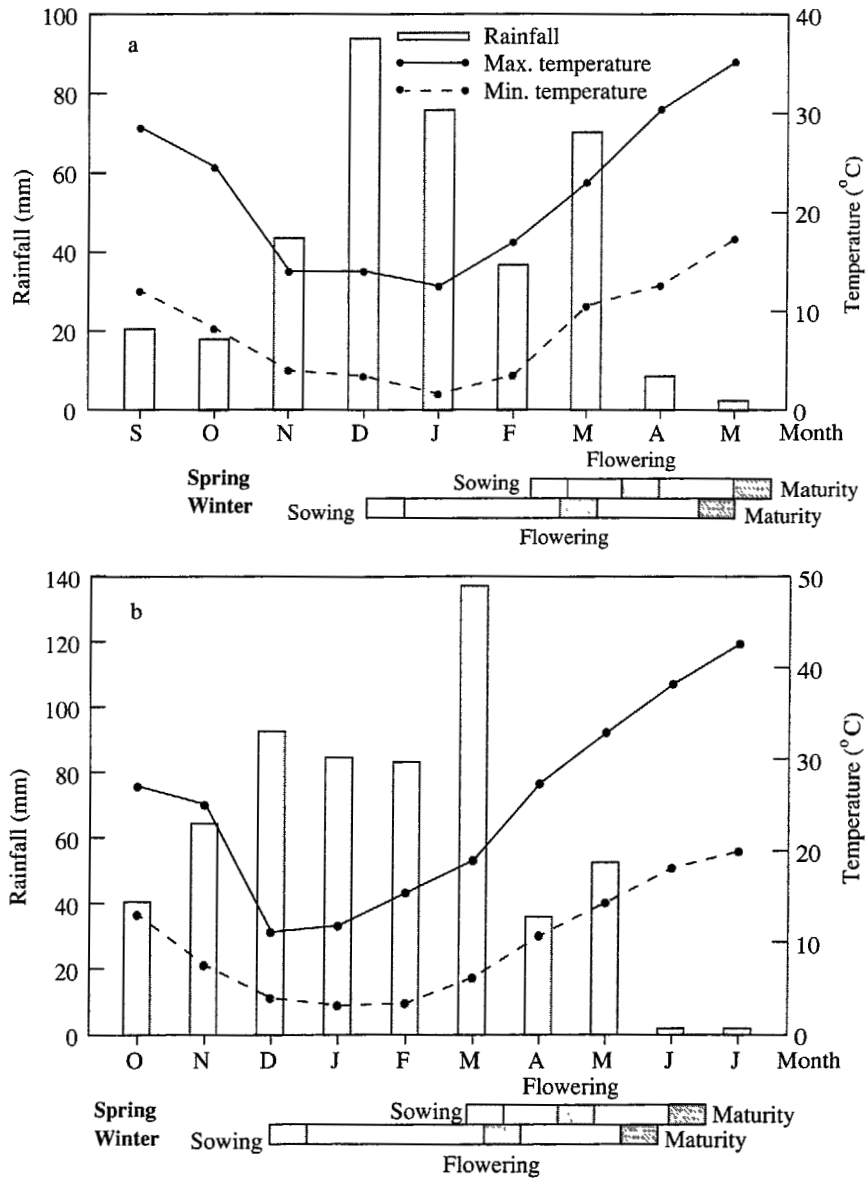 a
Rainfall
Max. temperature
Min. temperature
100
80
60
40
20
0
Rainfall (mm)
40
30
20
10
0
Temperature (°C)
S O N D J F M A M Month
Flowering
Spring Sowing Maturity
Winter Sowing Maturity
Flowering
b
140
120
100
80
60
40
20
0
Rainfall (mm)
50
40
30
20
10
0
Temperature (°C)
O N D J F M A M J J Month
Flowering
Spring Sowing Maturity
Winter Sowing Maturity
Flowering